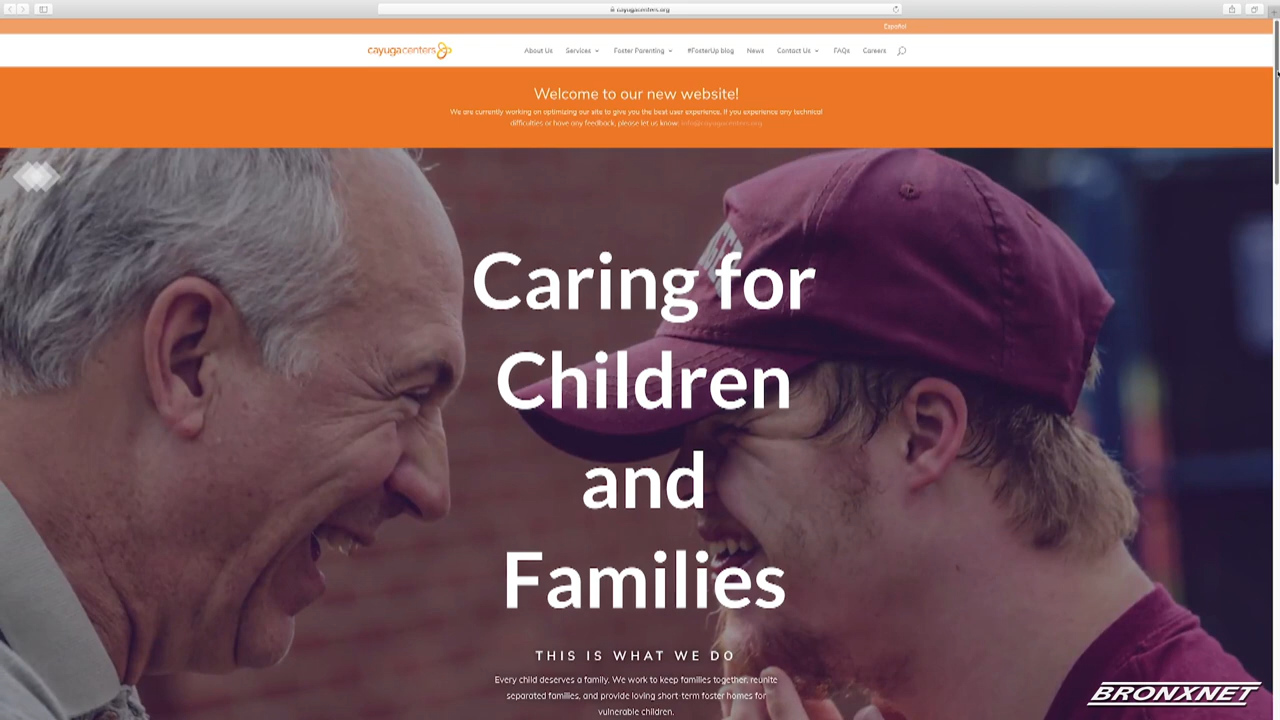 cayugacenters.org
Español
cayugacenters
About Us Services Foster Parenting #FosterUp blog News Contact Us FAQs Careers
Welcome to our new website!
We are currently working on optimizing our site to give you the best user experience. If you experience any technical
difficulties or have any feedback, please let us know. info@cayugacenters.org
Caring for
Children
and
Families
THIS IS WHAT WE DO
Every child deserves a family. We work to keep families together, reunite
separated families, and provide loving short-term foster homes for
vulnerable children.
BRONXNET